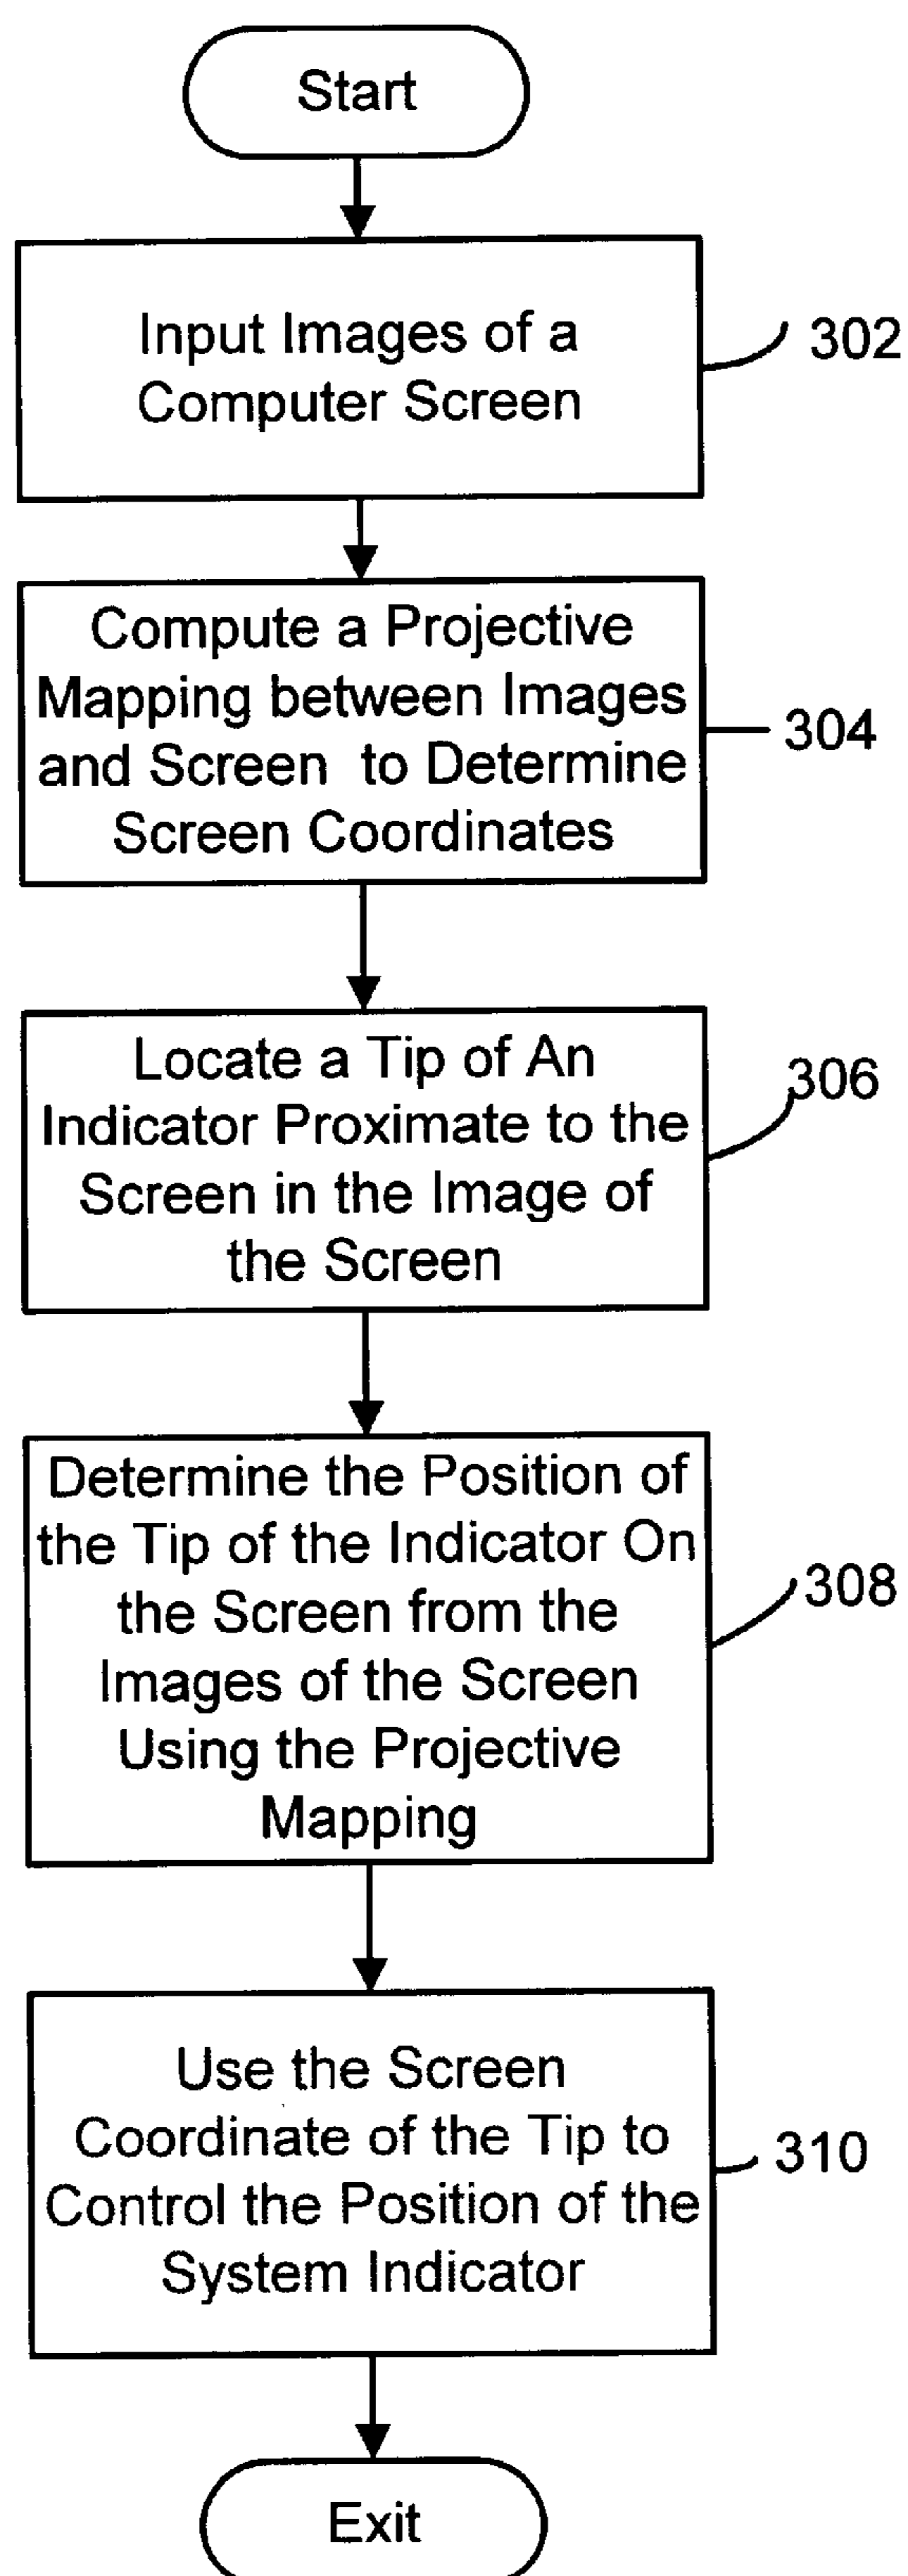 Start
Input Images of a
Computer Screen
302
Compute a Projective
Mapping between Images
and Screen to Determine
Screen Coordinates
304
Locate a Tip of An
Indicator Proximate to the
Screen in the Image of
the Screen
306
Determine the Position of
the Tip of the Indicator On
the Screen from the
Images of the Screen
Using the Projective
Mapping
308
Use the Screen
Coordinate of the Tip to
Control the Position of the
System Indicator
310
Exit